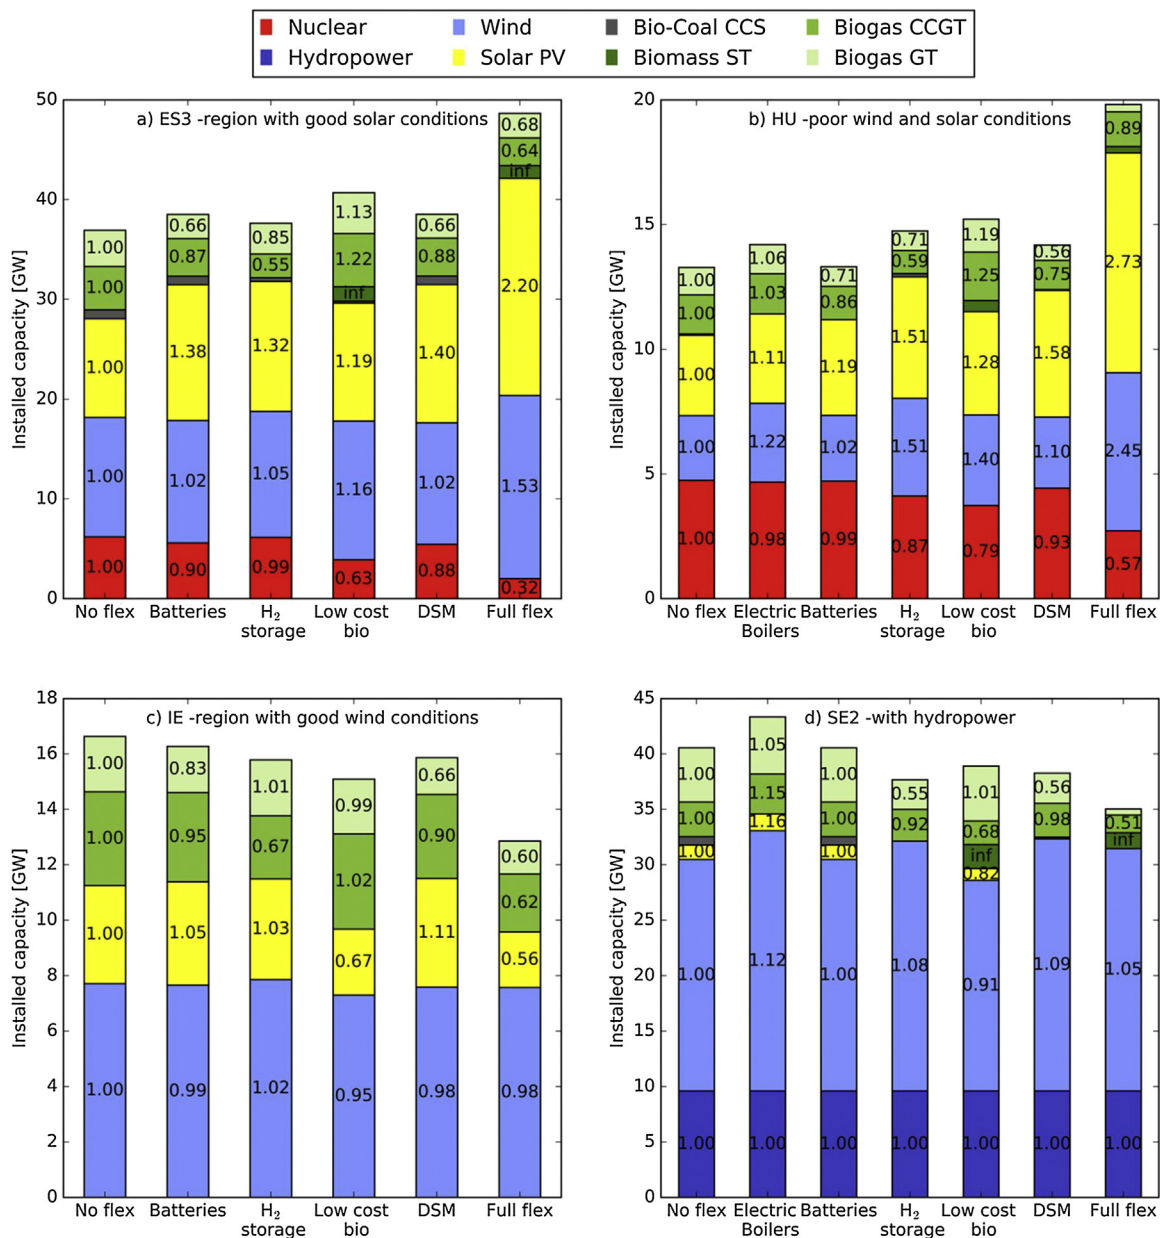 Nuclear Wind Bio-Coal CCS Biogas CCGT
Hydropower Solar PV Biomass ST Biogas GT
a) ES3 -region with good solar conditions
Installed capacity [GW]
50
40
30
20
10
0
1.00 1.00 1.00 1.00 1.00
0.66 0.87 1.38 1.02 0.90
0.85 0.55 1.32 1.05 0.99
1.13 1.22 inf 1.19 1.16 0.63
0.66 0.88 1.40 1.02 0.88
0.68 0.64 inf 2.20 1.53 0.32
No flex Batteries H₂ Low cost DSM Full flex
storage bio
b) HU -poor wind and solar conditions
Installed capacity [GW]
20
15
10
5
0
1.00 1.00 1.00 1.00 1.00
1.06 1.03 1.11 1.22 0.98
0.71 0.86 1.19 1.02 0.99
0.71 0.59 1.51 1.51 0.87
1.19 1.25 1.28 1.40 0.79
0.56 0.75 1.58 1.10 0.93
0.89 2.73 2.45 0.57
No flex Electric Batteries H₂ Low cost DSM Full flex
Boilers storage bio
c) IE -region with good wind conditions
Installed capacity [GW]
18
16
14
12
10
8
6
4
2
0
1.00 1.00 1.00 1.00
0.83 0.95 1.05 0.99
1.01 0.67 1.03 1.02
0.99 1.02 0.67 0.95
0.66 0.90 1.11 0.98
0.60 0.62 0.56 0.98
No flex Batteries H₂ Low cost DSM Full flex
storage bio
d) SE2 -with hydropower
Installed capacity [GW]
45
40
35
30
25
20
15
10
5
0
1.00 1.00 1.00 1.00 1.00
1.05 1.15 1.16 1.12 1.00
1.00 1.00 1.00 1.00 1.00
0.55 0.92 1.08 1.00
1.01 0.68 inf 0.82 0.91 1.00
0.56 0.98 1.09 1.00
0.51 inf 1.05 1.00
No flex Electric Batteries H₂ Low cost DSM Full flex
Boilers storage bio